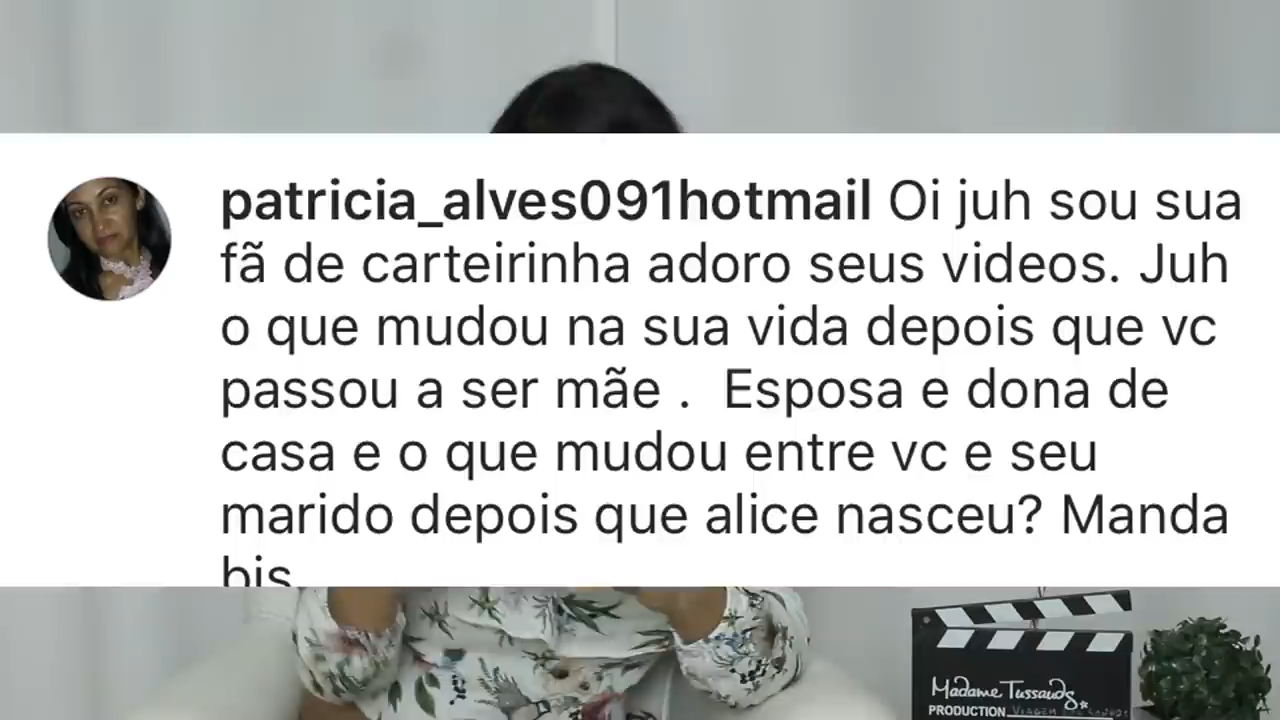 patricia_alves091hotmail Oi juh sou sua
fã de carteirinha adoro seus videos. Juh
o que mudou na sua vida depois que vc
passou a ser mãe .  Esposa e dona de
casa e o que mudou entre vc e seu
marido depois que alice nasceu? Manda
bjs
Madame Tussauds
PRODUCTION